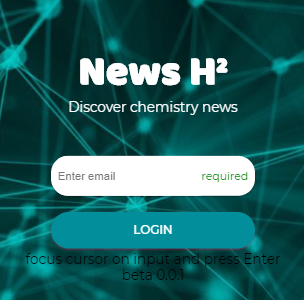 News H²
Discover chemistry news
Enter email required
LOGIN
focus cursor on input and press Enter
beta 0.0.1